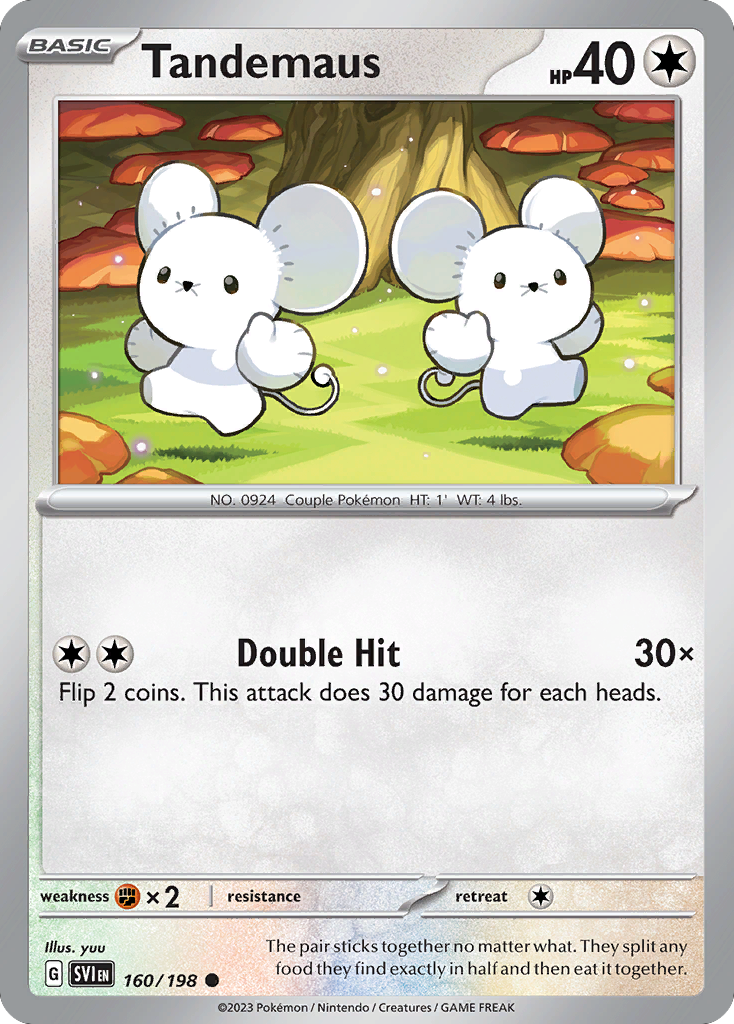 BASIC
Tandemaus
HP 40
NO. 0924 Couple Pokémon HT: 1' WT: 4 lbs.
Double Hit 30×
Flip 2 coins. This attack does 30 damage for each heads.
weakness ×2 resistance retreat
Illus. yuu
The pair sticks together no matter what. They split any
food they find exactly in half and then eat it together.
G SVI EN 160/198
©2023 Pokémon / Nintendo / Creatures / GAME FREAK